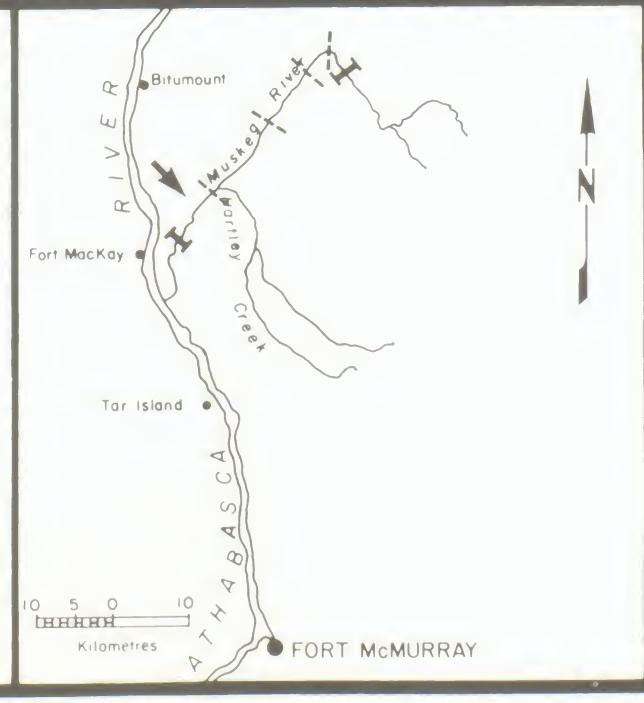 Bitumount
Muskeg River
N
Hartley
Creek
Fort MacKay
Tar Island
ATHABASCA RIVER
10 5 0 10
Kilometres
FORT McMURRAY